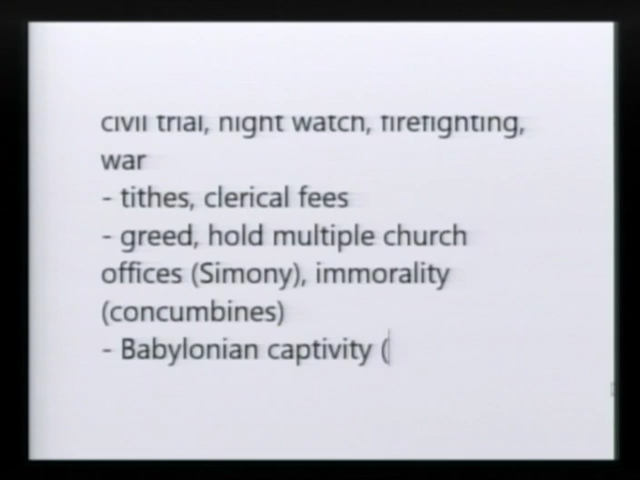 civil trial, night watch, firefighting,
war
- tithes, clerical fees
- greed, hold multiple church
offices (Simony), immorality
(concumbines)
- Babylonian captivity (